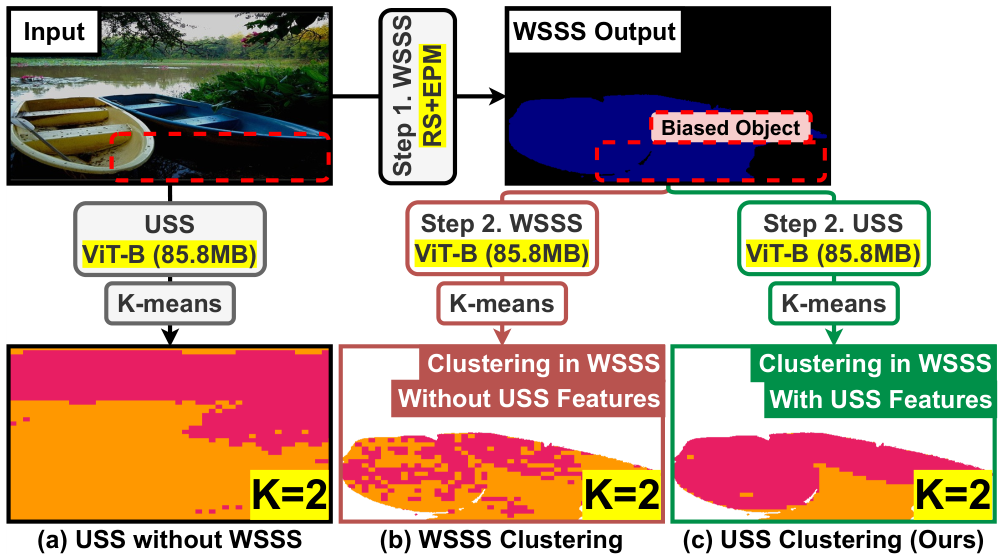 Input
Step 1. WSSS
RS+EPM
WSSS Output
Biased Object
USS
ViT-B (85.8MB)
Step 2. WSSS
ViT-B (85.8MB)
Step 2. USS
ViT-B (85.8MB)
K-means
K-means
K-means
Clustering in WSSS
Without USS Features
Clustering in WSSS
With USS Features
K=2
K=2
K=2
(a) USS without WSSS
(b) WSSS Clustering
(c) USS Clustering (Ours)